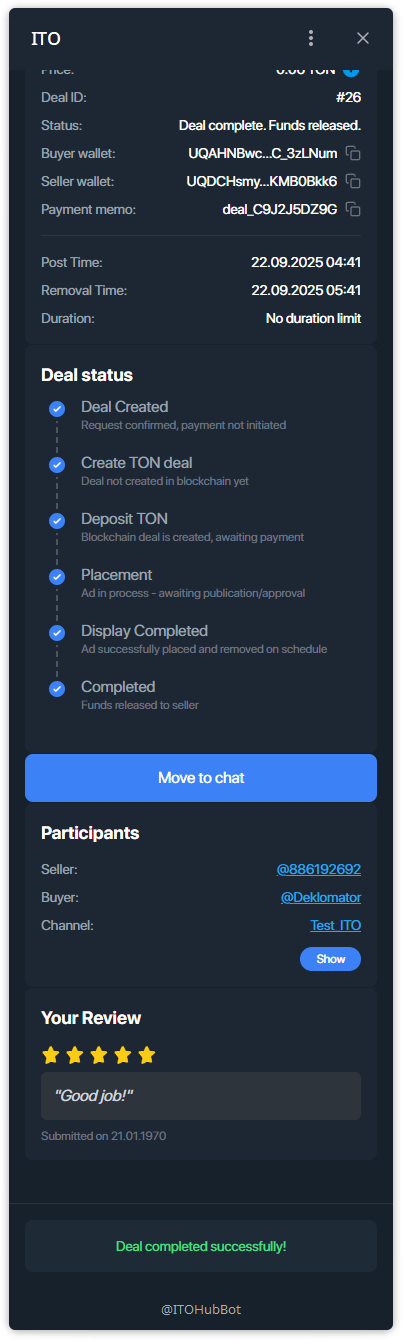 ITO
Price: 0.06 TON
Deal ID: #26
Status: Deal complete. Funds released.
Buyer wallet: UQAHNBwc...C_3zLNum
Seller wallet: UQDCHsmy...KMB0Bkk6
Payment memo: deal_C9J2J5DZ9G
Post Time: 22.09.2025 04:41
Removal Time: 22.09.2025 05:41
Duration: No duration limit
Deal status
Deal Created
Request confirmed, payment not initiated
Create TON deal
Deal not created in blockchain yet
Deposit TON
Blockchain deal is created, awaiting payment
Placement
Ad in process - awaiting publication/approval
Display Completed
Ad successfully placed and removed on schedule
Completed
Funds released to seller
Move to chat
Participants
Seller: @886192692
Buyer: @Deklomator
Channel: Test_ITO
Show
Your Review
"Good job!"
Submitted on 21.01.1970
Deal completed successfully!
@ITOHubBot